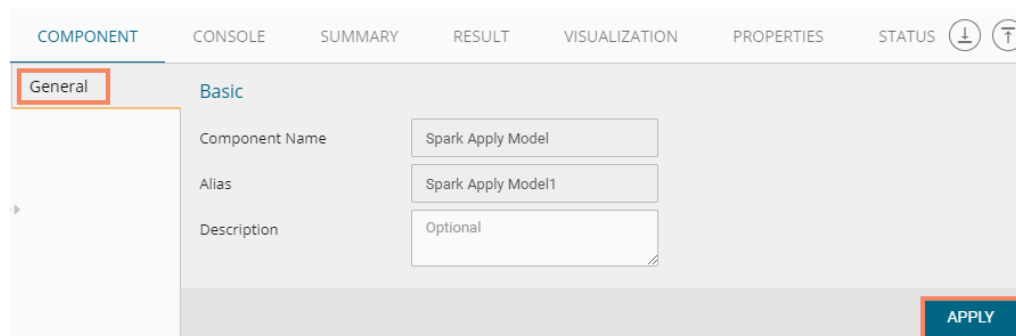 COMPONENT CONSOLE SUMMARY RESULT VISUALIZATION PROPERTIES STATUS
General
Basic
Component Name Spark Apply Model
Alias Spark Apply Model1
Description Optional
APPLY